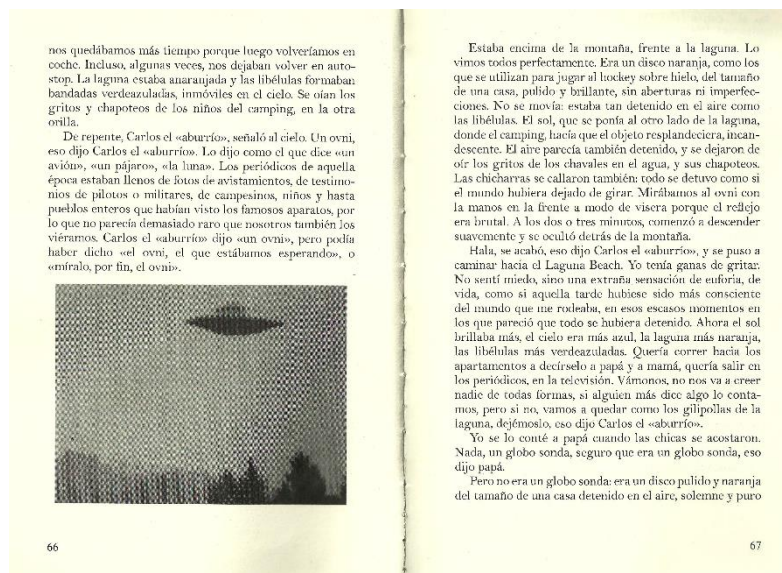 nos quedábamos más tiempo porque luego volveríamos en
coche. Incluso, algunas veces, nos dejaban volver en auto-
stop. La laguna estaba anaranjada y las libélulas formaban
bandadas verdeazuladas, inmóviles en el cielo. Se oían los
gritos y chapoteos de los niños del camping, en la otra
orilla.
De repente, Carlos el «aburrío», señaló al cielo. Un ovni,
eso dijo Carlos el «aburrío». Lo dijo como el que dice «un
avión», «un pájaro», «la luna». Los periódicos de aquella
época estaban llenos de fotos de avistamientos, de testimo-
nios de pilotos o militares, de campesinos, niños y hasta
pueblos enteros que habían visto los famosos aparatos, por
lo que no parecía demasiado raro que nosotros también los
viéramos. Carlos el «aburrío» dijo «un ovni», pero podía
haber dicho «el ovni, el que estábamos esperando», o
«míralo, por fin, el ovni».
66
Estaba encima de la montaña, frente a la laguna. Lo
vimos todos perfectamente. Era un disco naranja, como los
que se utilizan para jugar al hockey sobre hielo, del tamaño
de una casa, pulido y brillante, sin aberturas ni imperfec-
ciones. No se movía: estaba tan detenido en el aire como
las libélulas. El sol, que se ponía al otro lado de la laguna,
donde el camping, hacía que el objeto resplandeciera, incan-
descente. El aire parecía también detenido, y se dejaron de
oír los gritos de los chavales en el agua, y sus chapoteos.
Las chicharras se callaron también: todo se detuvo como si
el mundo hubiera dejado de girar. Mirábamos al ovni con
la manos en la frente a modo de visera porque el reflejo
era brutal. A los dos o tres minutos, comenzó a descender
suavemente y se ocultó detrás de la montaña.
Hala, se acabó, eso dijo Carlos el «aburrío», y se puso a
caminar hacia el Laguna Beach. Yo tenía ganas de gritar.
No sentí miedo, sino una extraña sensación de euforia, de
vida, como si aquella tarde hubiese sido más consciente
del mundo que me rodeaba, en esos escasos momentos en
los que pareció que todo se hubiera detenido. Ahora el sol
brillaba más, el cielo era más azul, la laguna más naranja,
las libélulas más verdeazuladas. Quería correr hacia los
apartamentos a decírselo a papá y a mamá, quería salir en
los periódicos, en la televisión. Vámonos, no nos va a creer
nadie de todas formas, si alguien más dice algo lo conta-
mos, pero si no, vamos a quedar como los gilipollas de la
laguna, dejémoslo, eso dijo Carlos el «aburrío».
Yo se lo conté a papá cuando las chicas se acostaron.
Nada, un globo sonda, seguro que era un globo sonda, eso
dijo papá.
Pero no era un globo sonda: era un disco pulido y naranja
del tamaño de una casa detenido en el aire, solemne y puro
67